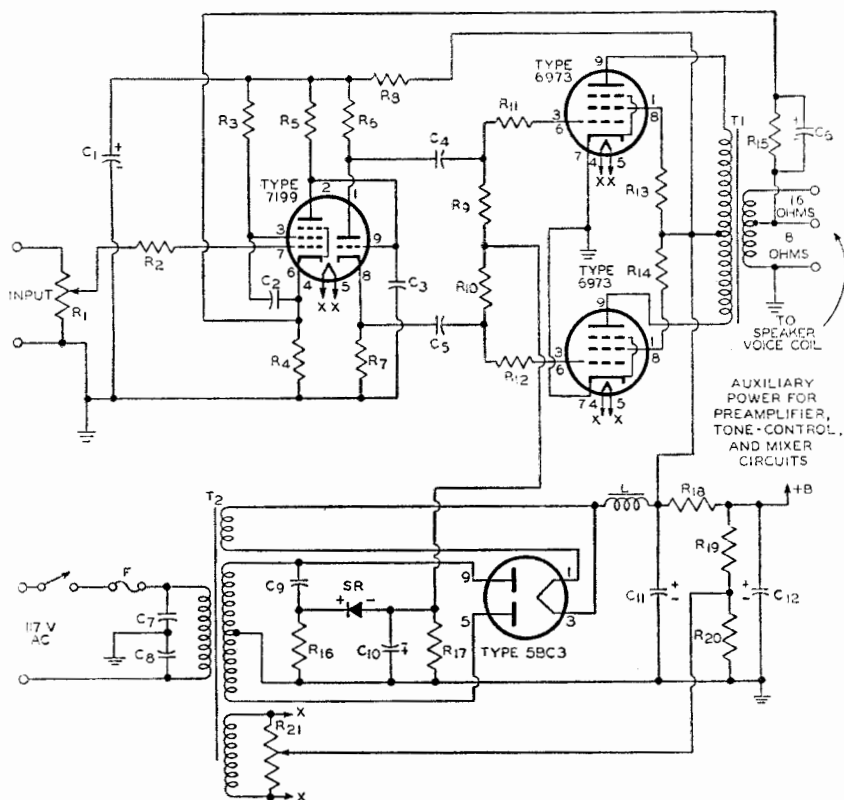 TYPE
6973
9
R8
R3
R5
R6
R11
3
6
1
8
T1
R15
C6
C1
C4
7
4
5
X X
R13
16
OHMS
8
OHMS
TYPE
7199
2
1
R9
3
7
9
R2
6
4
5
8
X X
C2
C3
R10
R14
TYPE
6973
9
INPUT
R1
R4
R7
C5
R12
3
6
1
8
7
4
5
X X
TO
SPEAKER
VOICE COIL
AUXILIARY
POWER FOR
PREAMPLIFIER,
TONE-CONTROL,
AND MIXER
CIRCUITS
T2
L
R18
+B
F
C9
SR
+ -
9
1
R19
117 V
AC
C7
C8
R16
C10
R17
5
3
TYPE 5BC3
C11
C12
R20
X
R21
X